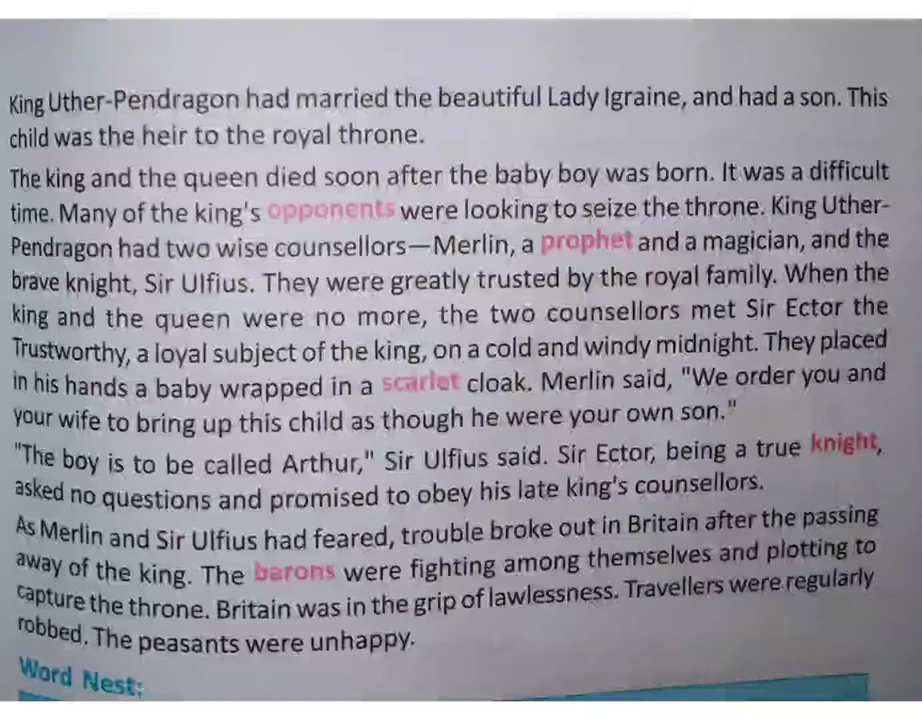 King Uther-Pendragon had married the beautiful Lady Igraine, and had a son. This
child was the heir to the royal throne.
The king and the queen died soon after the baby boy was born. It was a difficult
time. Many of the king's opponents were looking to seize the throne. King Uther-
Pendragon had two wise counsellors—Merlin, a prophet and a magician, and the
brave knight, Sir Ulfius. They were greatly trusted by the royal family. When the
king and the queen were no more, the two counsellors met Sir Ector the
Trustworthy, a loyal subject of the king, on a cold and windy midnight. They placed
in his hands a baby wrapped in a scarlet cloak. Merlin said, "We order you and
your wife to bring up this child as though he were your own son."
"The boy is to be called Arthur," Sir Ulfius said. Sir Ector, being a true knight,
asked no questions and promised to obey his late king's counsellors.
As Merlin and Sir Ulfius had feared, trouble broke out in Britain after the passing
away of the king. The barons were fighting among themselves and plotting to
capture the throne. Britain was in the grip of lawlessness. Travellers were regularly
robbed. The peasants were unhappy.
Word Nest: